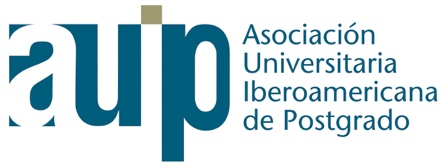 auip
Asociación
Universitaria
Iberoamericana
de Postgrado